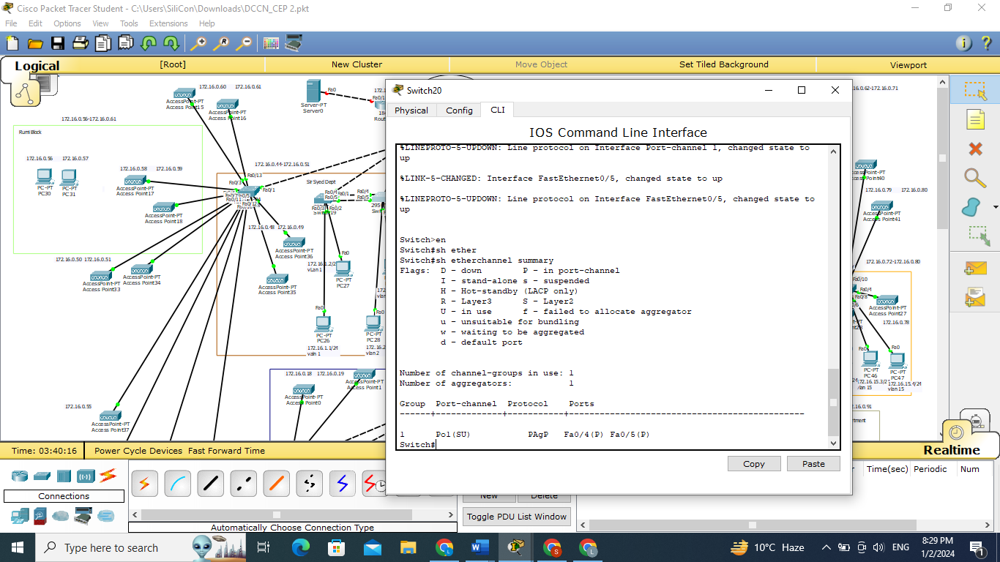 Cisco Packet Tracer Student - C:\Users\SiliCon\Downloads\DCCN_CEP 2.pkt
File Edit Options View Tools Extensions Help
Logical [Root] New Cluster Move Object Set Tiled Background Viewport
172.16.0.60 172.16.0.61
AccessPoint-PT
Access Point15
AccessPoint-PT
Access Point16
Fa0
Server-PT
Server0
172.16.0.56-172.16.0.61
Rumi Block
172.16.0.56 172.16.0.57
PC-PT
PC30
PC-PT
PC31
172.16.0.58 172.16.0.59
AccessPoint-PT
Access Point17
AccessPoint-PT
Access Point18
172.16.0.44-172.16.0.51
Sir Syed Dept
Fa0/13
Fa0/3
Fa0/1
172.16.0.48 172.16.0.49
AccessPoint-PT
Access Point36
172.16.0.50 172.16.0.51
AccessPoint-PT
Access Point33
AccessPoint-PT
Access Point34
AccessPoint-PT
Access Point35
Fa0
PC-PT
PC27
Fa0
PC-PT
PC26
172.16.1.1/24
Fa0
PC-PT
PC28
vlan 2
172.16.0.18 172.16.0.19
AccessPoint-PT
Access Point0
AccessPoint-PT
Access Point1
172.16.0.55
AccessPoint-PT
Access Point37
Switch20
Physical Config CLI
IOS Command Line Interface
%LINEPROTO-5-UPDOWN: Line protocol on Interface Port-channel 1, changed state to
up
%LINK-5-CHANGED: Interface FastEthernet0/5, changed state to up
%LINEPROTO-5-UPDOWN: Line protocol on Interface FastEthernet0/5, changed state to
up
Switch>en
Switch#sh ether
Switch#sh etherchannel summary
Flags: D - down P - in port-channel
I - stand-alone s - suspended
H - Hot-standby (LACP only)
R - Layer3 S - Layer2
U - in use f - failed to allocate aggregator
u - unsuitable for bundling
w - waiting to be aggregated
d - default port
Number of channel-groups in use: 1
Number of aggregators: 1
Group Port-channel Protocol Ports
------+-------------+-----------+----------------------------------------------
1 Po1(SU) PAgP Fa0/4(P) Fa0/5(P)
Switch#
Copy Paste
172.16.0.79 172.16.0.80
Access Point41
172.16.0.72-172.16.0.80
Fa0/10
Fa0/4
AccessPoint-PT
172.16.0.78
Fa0
PC-PT
PC46
Fa0
PC-PT
PC47
172.16.15.3/24
vlan 15
172.16.15.4/24
vlan 15
Time: 03:40:16 Power Cycle Devices Fast Forward Time
Realtime
Connections
Automatically Choose Connection Type
New Delete
Toggle PDU List Window
Time(sec) Periodic Num
Type here to search
10°C Haze
ENG
8:29 PM
1/2/2024
1